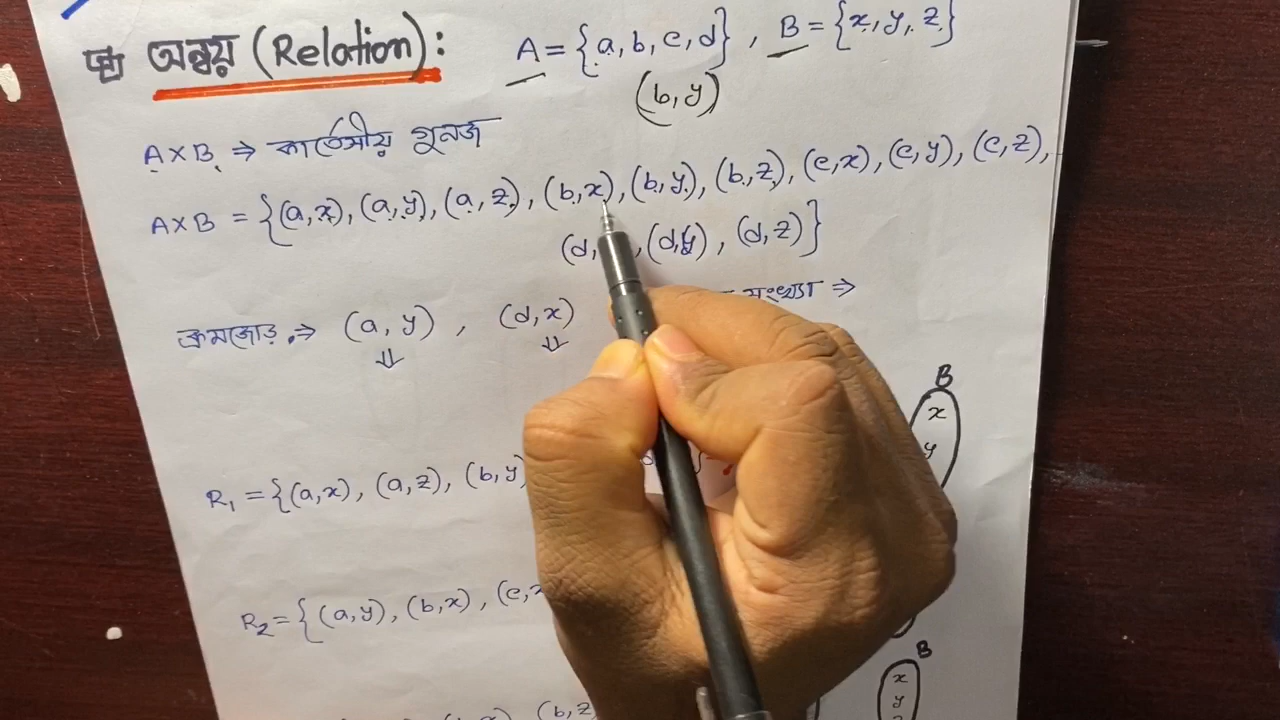 অন্বয় (Relation): A = {a, b, c, d}, B = {x, y, z}
(b, y)
A×B ⇒ কার্তেসীয় গুনজ
A×B = {(a,x), (a,y), (a,z), (b,x), (b,y), (b,z), (c,x), (c,y), (c,z),
(d, , (d,y), (d,z)}
ক্রমজোড় ⇒ (a, y), (d,x) সংখ্যা ⇒
⇓ ⇓
B
x
y
R₁ = {(a,x), (a,z), (b,y)
R₂ = {(a,y), (b,x), (c,x
B
x
y
(b,z